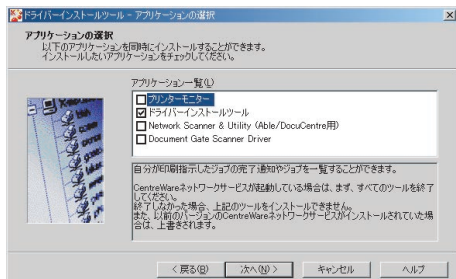 ドライバーインストールツール - アプリケーションの選択
アプリケーションの選択
以下のアプリケーションを同時にインストールすることができます。
インストールしたいアプリケーションをチェックしてください。
アプリケーション一覧(L)
プリンターモニター
ドライバーインストールツール
Network Scanner & Utility (Able/DocuCentre用)
Document Gate Scanner Driver
自分が印刷指示したジョブの完了通知やジョブを一覧することができます。
CentreWareネットワークサービスが起動している場合は、まず、すべてのツールを終了
してください。
終了しなかった場合、上記のツールをインストールできません。
また、以前のバージョンのCentreWareネットワークサービスがインストールされていた場
合は、上書きされます。
< 戻る(B)
次へ(N) >
キャンセル
ヘルプ